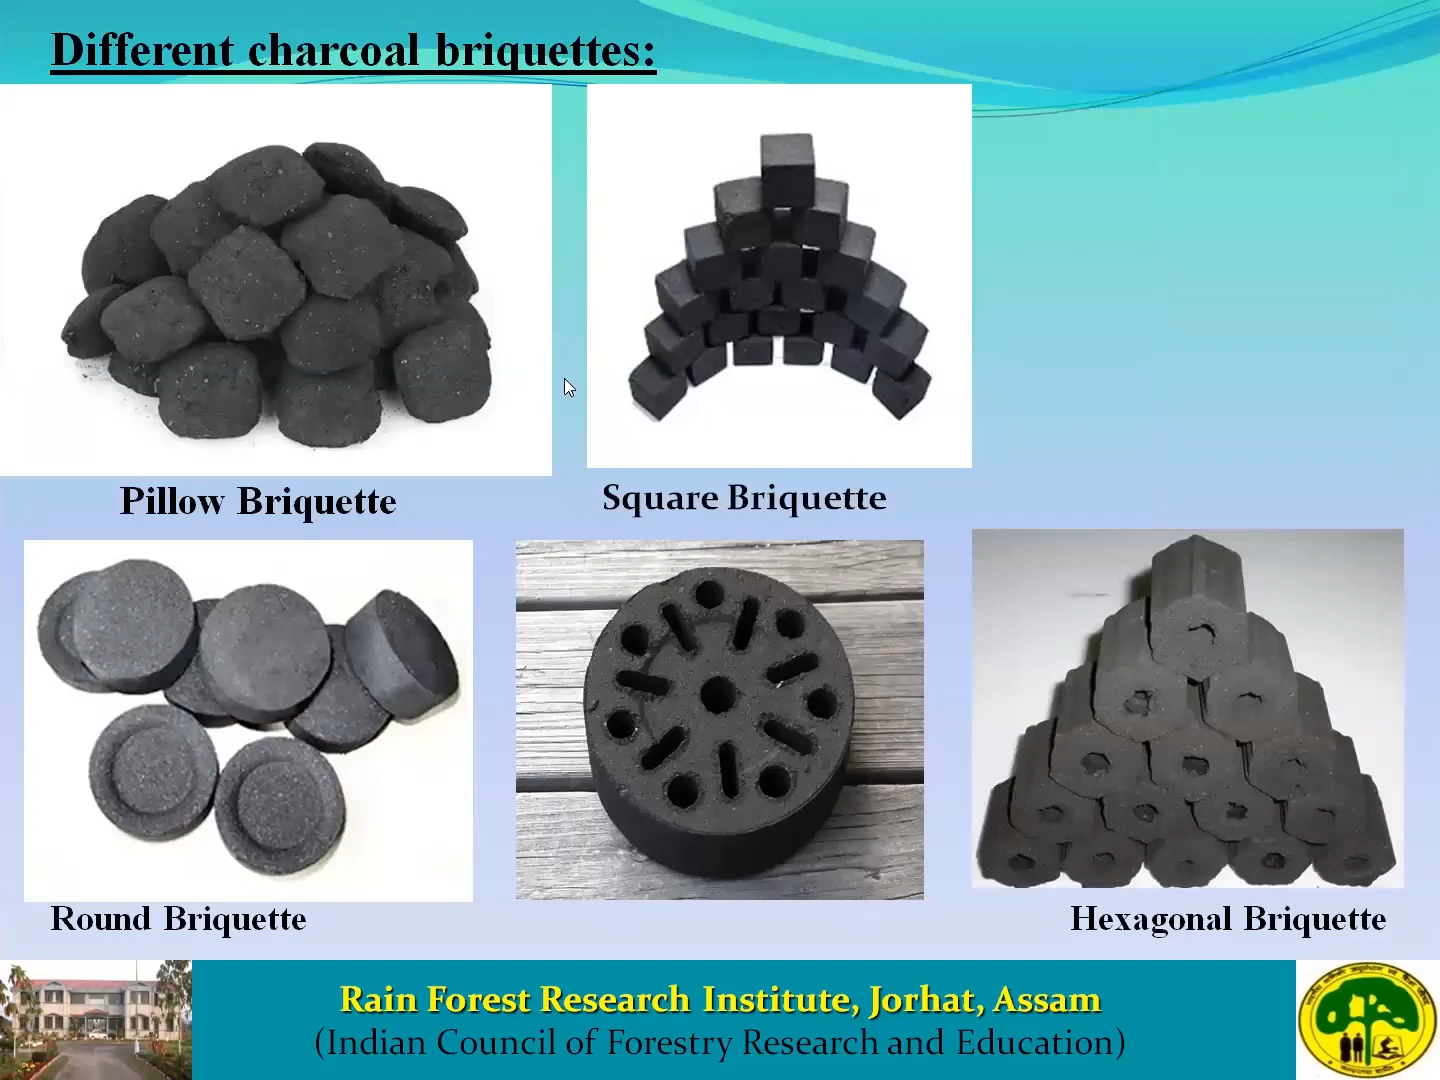 Different charcoal briquettes:
Pillow Briquette
Square Briquette
Round Briquette
Hexagonal Briquette
Rain Forest Research Institute, Jorhat, Assam
(Indian Council of Forestry Research and Education)